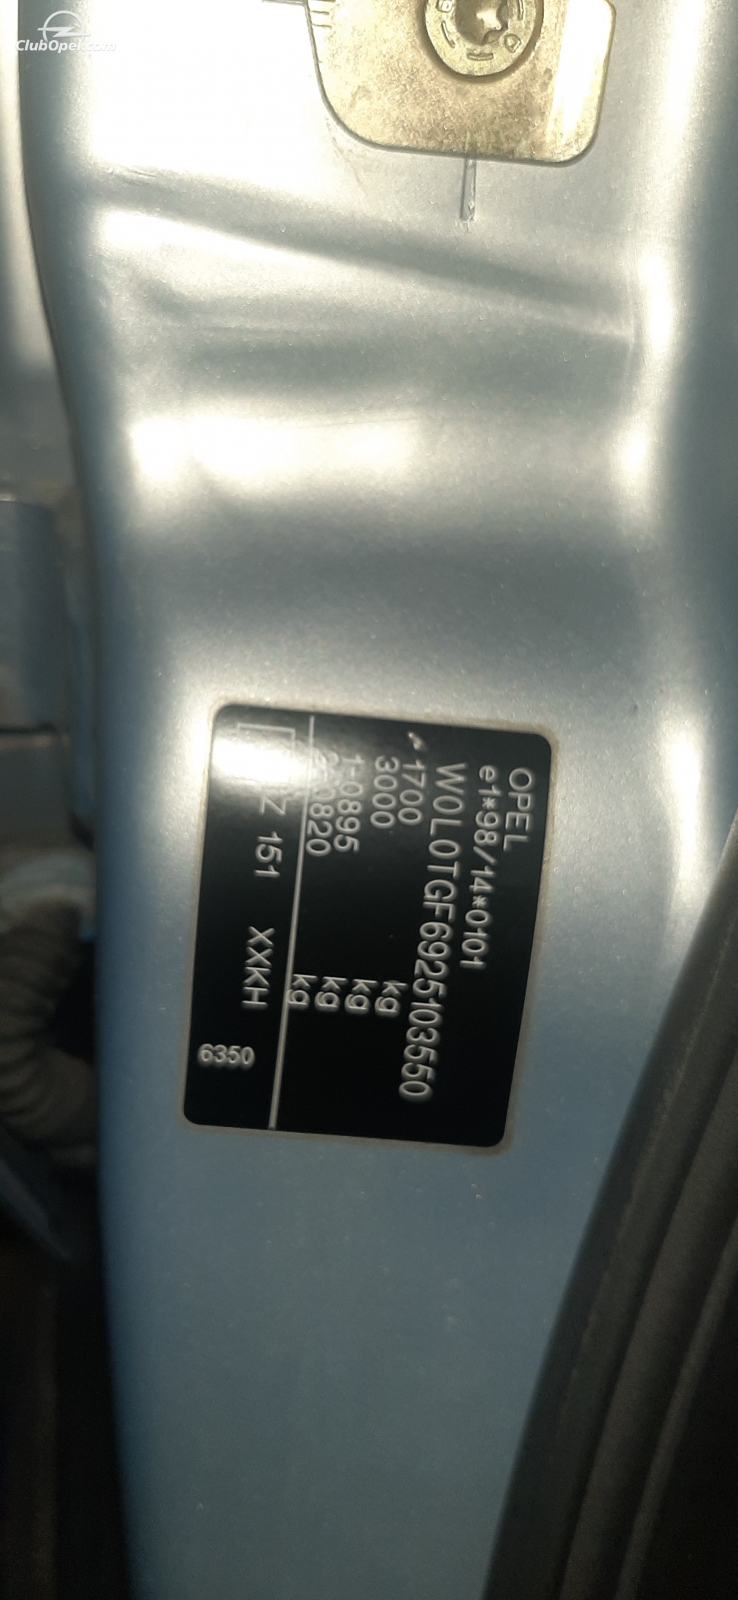 ClubOpel.com
OPEL
e1*98/14*0101
W0L0TGF6925103550
1700 kg
3000 kg
1-0895 kg
0820 kg
Z 151 XXKH
6350